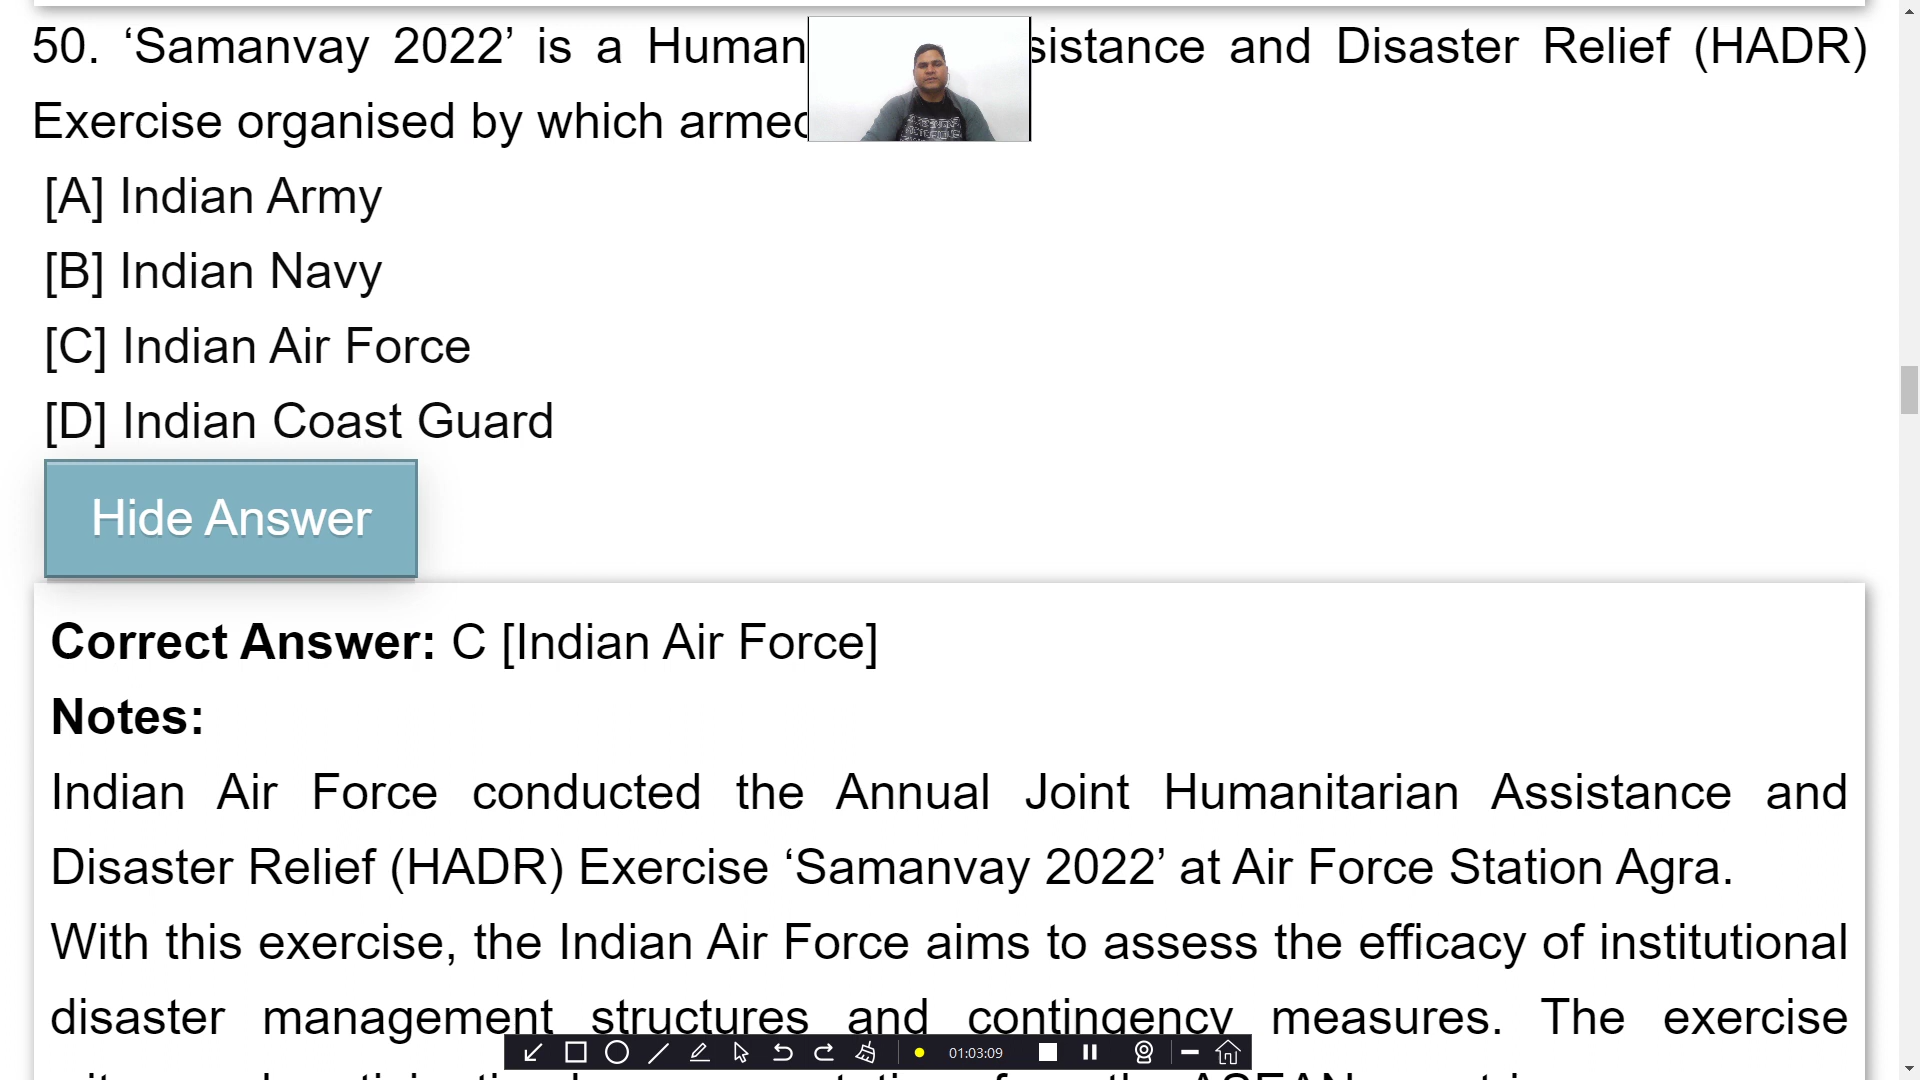 50. ‘Samanvay 2022’ is a Human sistance and Disaster Relief (HADR)
Exercise organised by which armed
[A] Indian Army
[B] Indian Navy
[C] Indian Air Force
[D] Indian Coast Guard
Hide Answer
Correct Answer: C [Indian Air Force]
Notes:
Indian Air Force conducted the Annual Joint Humanitarian Assistance and
Disaster Relief (HADR) Exercise ‘Samanvay 2022’ at Air Force Station Agra.
With this exercise, the Indian Air Force aims to assess the efficacy of institutional
disaster management structures and contingency measures. The exercise
01:03:09